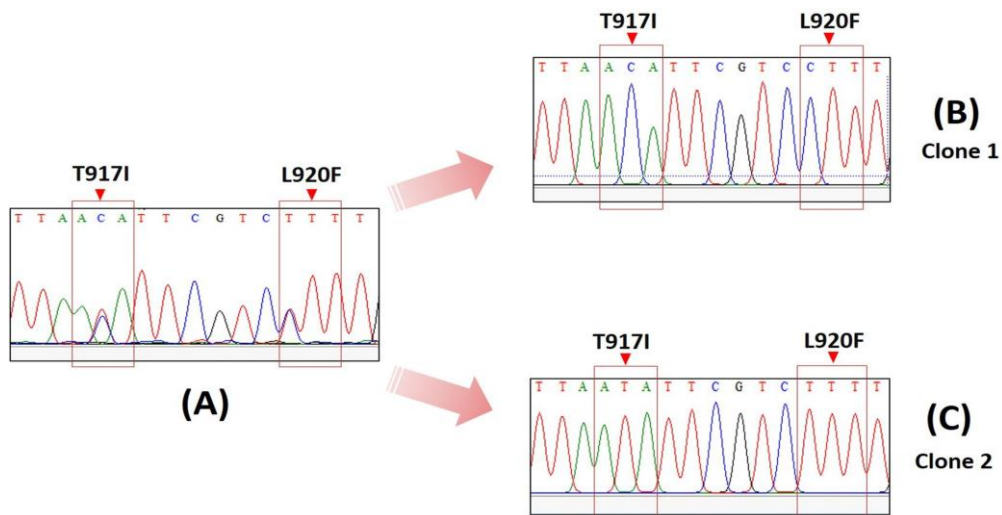 T917I L920F
T T A A C A T T C G T C C T T T
(B)
Clone 1
T917I L920F
T T A A C A T T C G T C T T T T
(A)
T917I L920F
T T A A T A T T C G T C T T T T
(C)
Clone 2